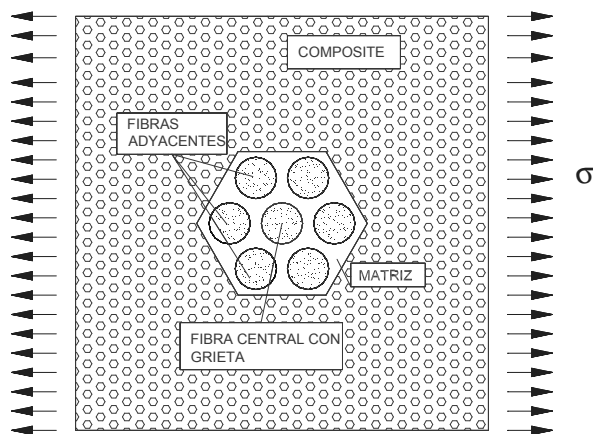 COMPOSITE
FIBRAS
ADYACENTES
σ
MATRIZ
FIBRA CENTRAL CON
GRIETA